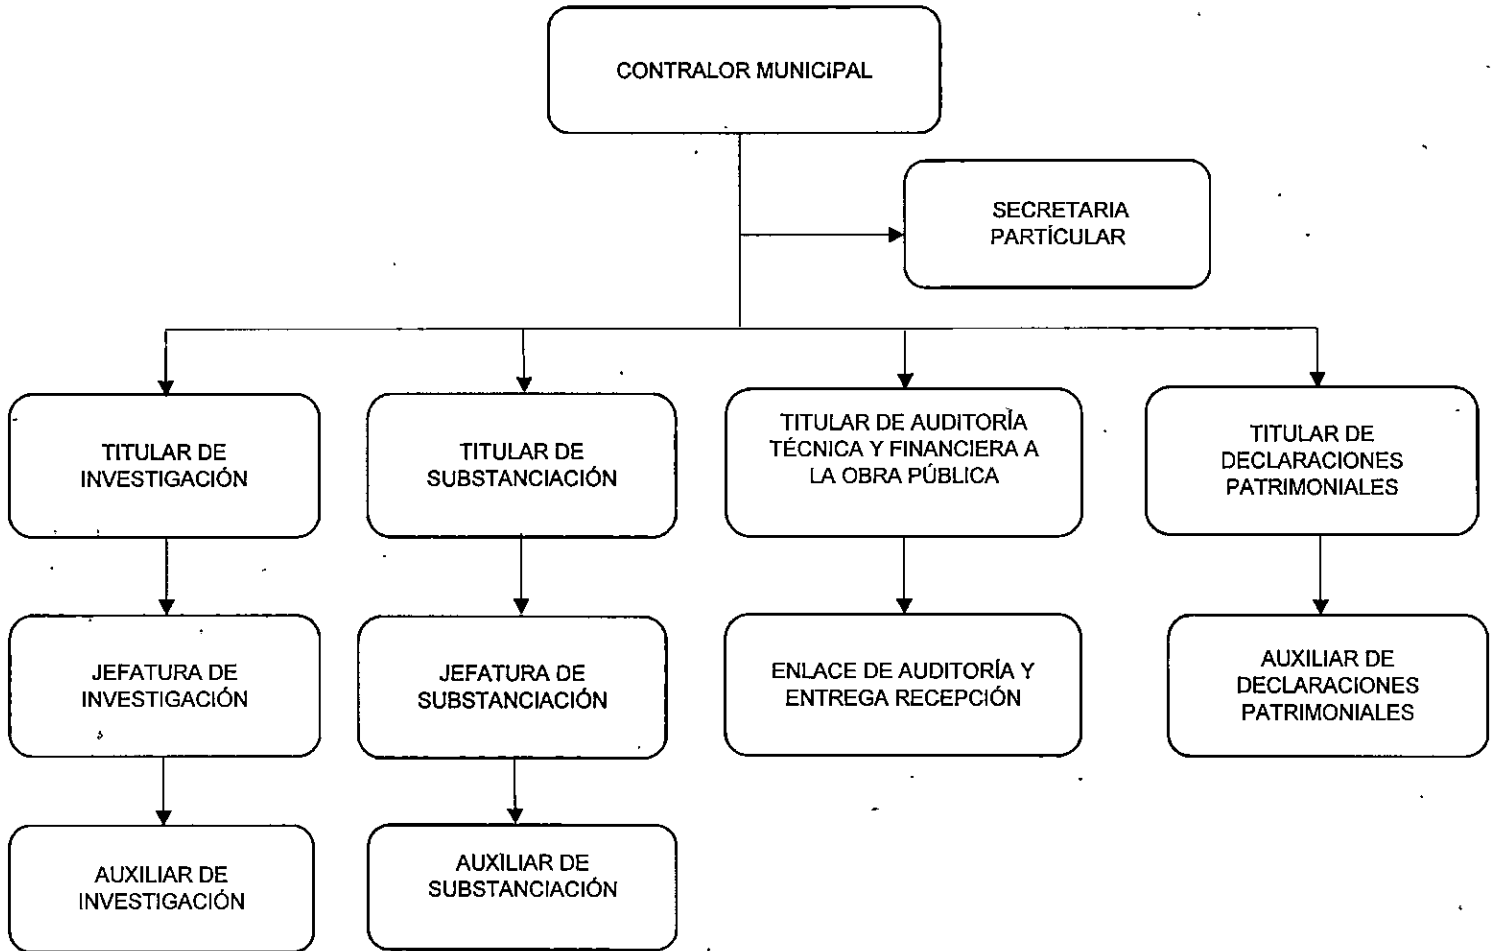 CONTRALOR MUNICIPAL
SECRETARIA
PARTÍCULAR
TITULAR DE
INVESTIGACIÓN
TITULAR DE
SUBSTANCIACIÓN
TITULAR DE AUDITORÍA
TÉCNICA Y FINANCIERA A
LA OBRA PÚBLICA
TITULAR DE
DECLARACIONES
PATRIMONIALES
JEFATURA DE
INVESTIGACIÓN
JEFATURA DE
SUBSTANCIACIÓN
ENLACE DE AUDITORÍA Y
ENTREGA RECEPCIÓN
AUXILIAR DE
DECLARACIONES
PATRIMONIALES
AUXILIAR DE
INVESTIGACIÓN
AUXILIAR DE
SUBSTANCIACIÓN